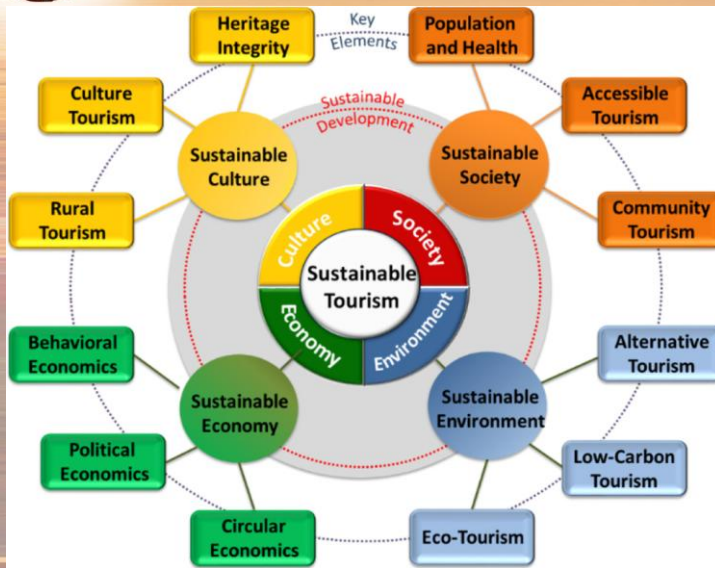 Heritage
Integrity
Key
Elements
Population
and Health
Culture
Tourism
Sustainable
Development
Accessible
Tourism
Sustainable
Culture
Sustainable
Society
Rural
Tourism
Community
Tourism
Culture
Society
Sustainable
Tourism
Economy
Environment
Behavioral
Economics
Alternative
Tourism
Sustainable
Economy
Sustainable
Environment
Political
Economics
Low-Carbon
Tourism
Circular
Economics
Eco-Tourism